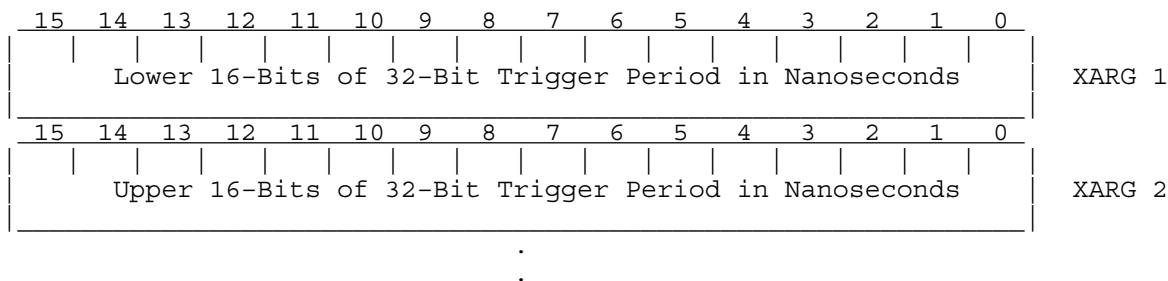 15 14 13 12 11 10 9 8 7 6 5 4 3 2 1 0
Lower 16-Bits of 32-Bit Trigger Period in Nanoseconds XARG 1
15 14 13 12 11 10 9 8 7 6 5 4 3 2 1 0
Upper 16-Bits of 32-Bit Trigger Period in Nanoseconds XARG 2
.
.